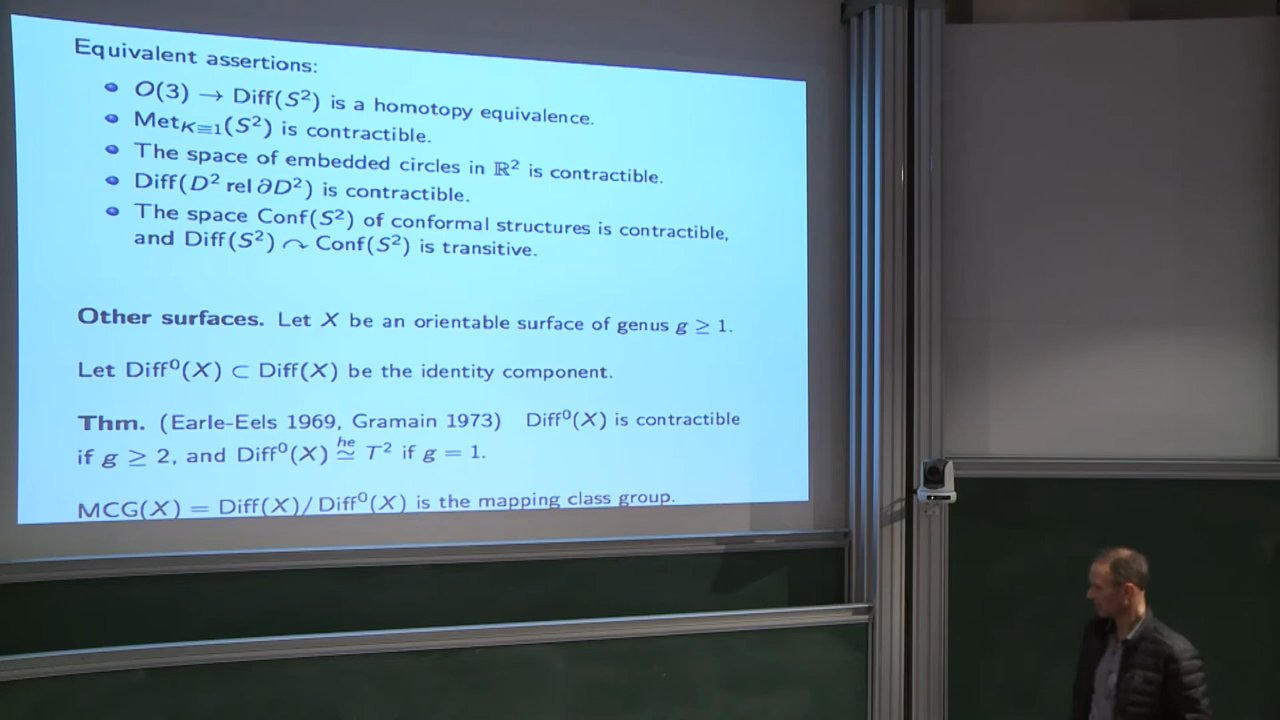 Equivalent assertions:
O(3) → Diff(S²) is a homotopy equivalence.
Met_{K≡1}(S²) is contractible.
The space of embedded circles in ℝ² is contractible.
Diff(D² rel ∂D²) is contractible.
The space Conf(S²) of conformal structures is contractible,
and Diff(S²) ↷ Conf(S²) is transitive.
Other surfaces. Let X be an orientable surface of genus g ≥ 1.
Let Diff⁰(X) ⊂ Diff(X) be the identity component.
Thm. (Earle-Eels 1969, Gramain 1973) Diff⁰(X) is contractible
if g ≥ 2, and Diff⁰(X) ≃^{he} T² if g = 1.
MCG(X) = Diff(X)/Diff⁰(X) is the mapping class group.